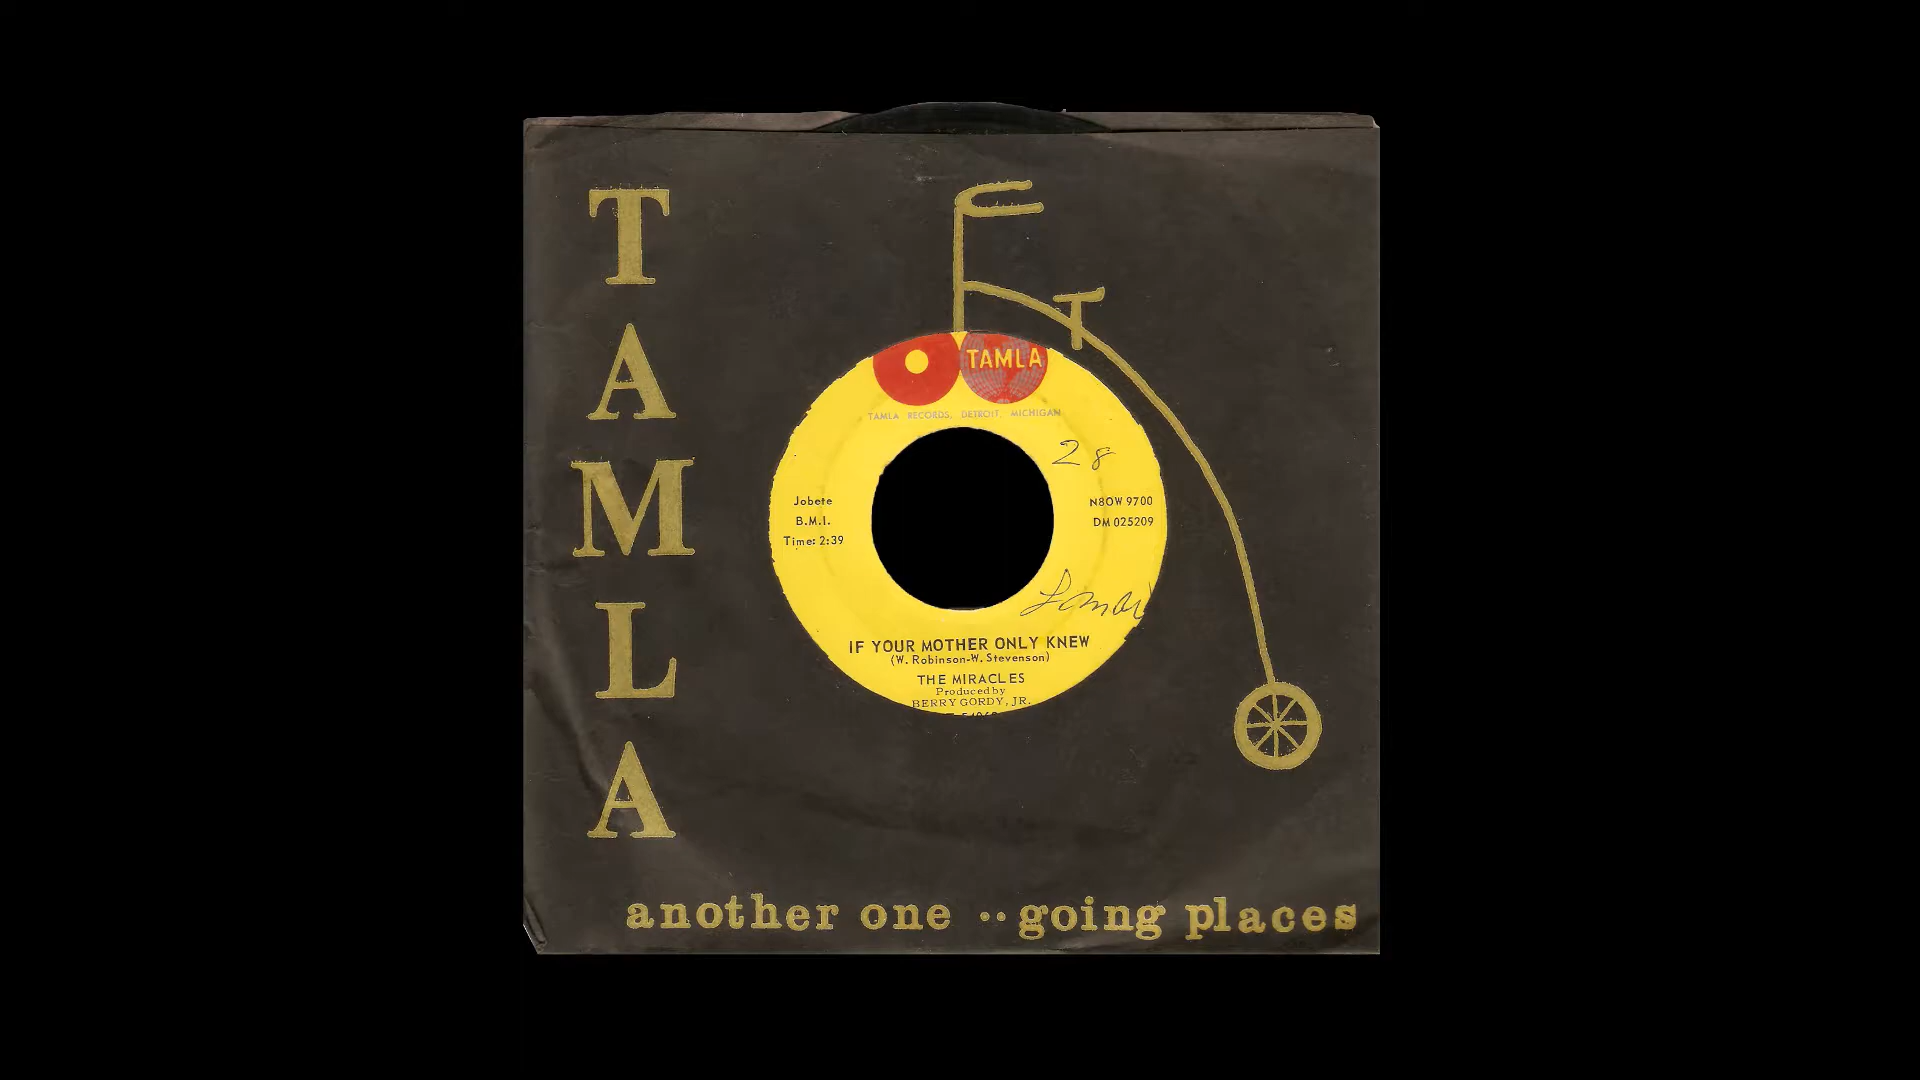 TAMLA
TAMLA
TAMLA RECORDS, DETROIT, MICHIGAN
28
Jobete
B.M.I.
Time: 2:39
N8OW 9700
DM 025209
IF YOUR MOTHER ONLY KNEW
(W. Robinson-W. Stevenson)
THE MIRACLES
Produced by
BERRY GORDY, JR.
another one ..going places